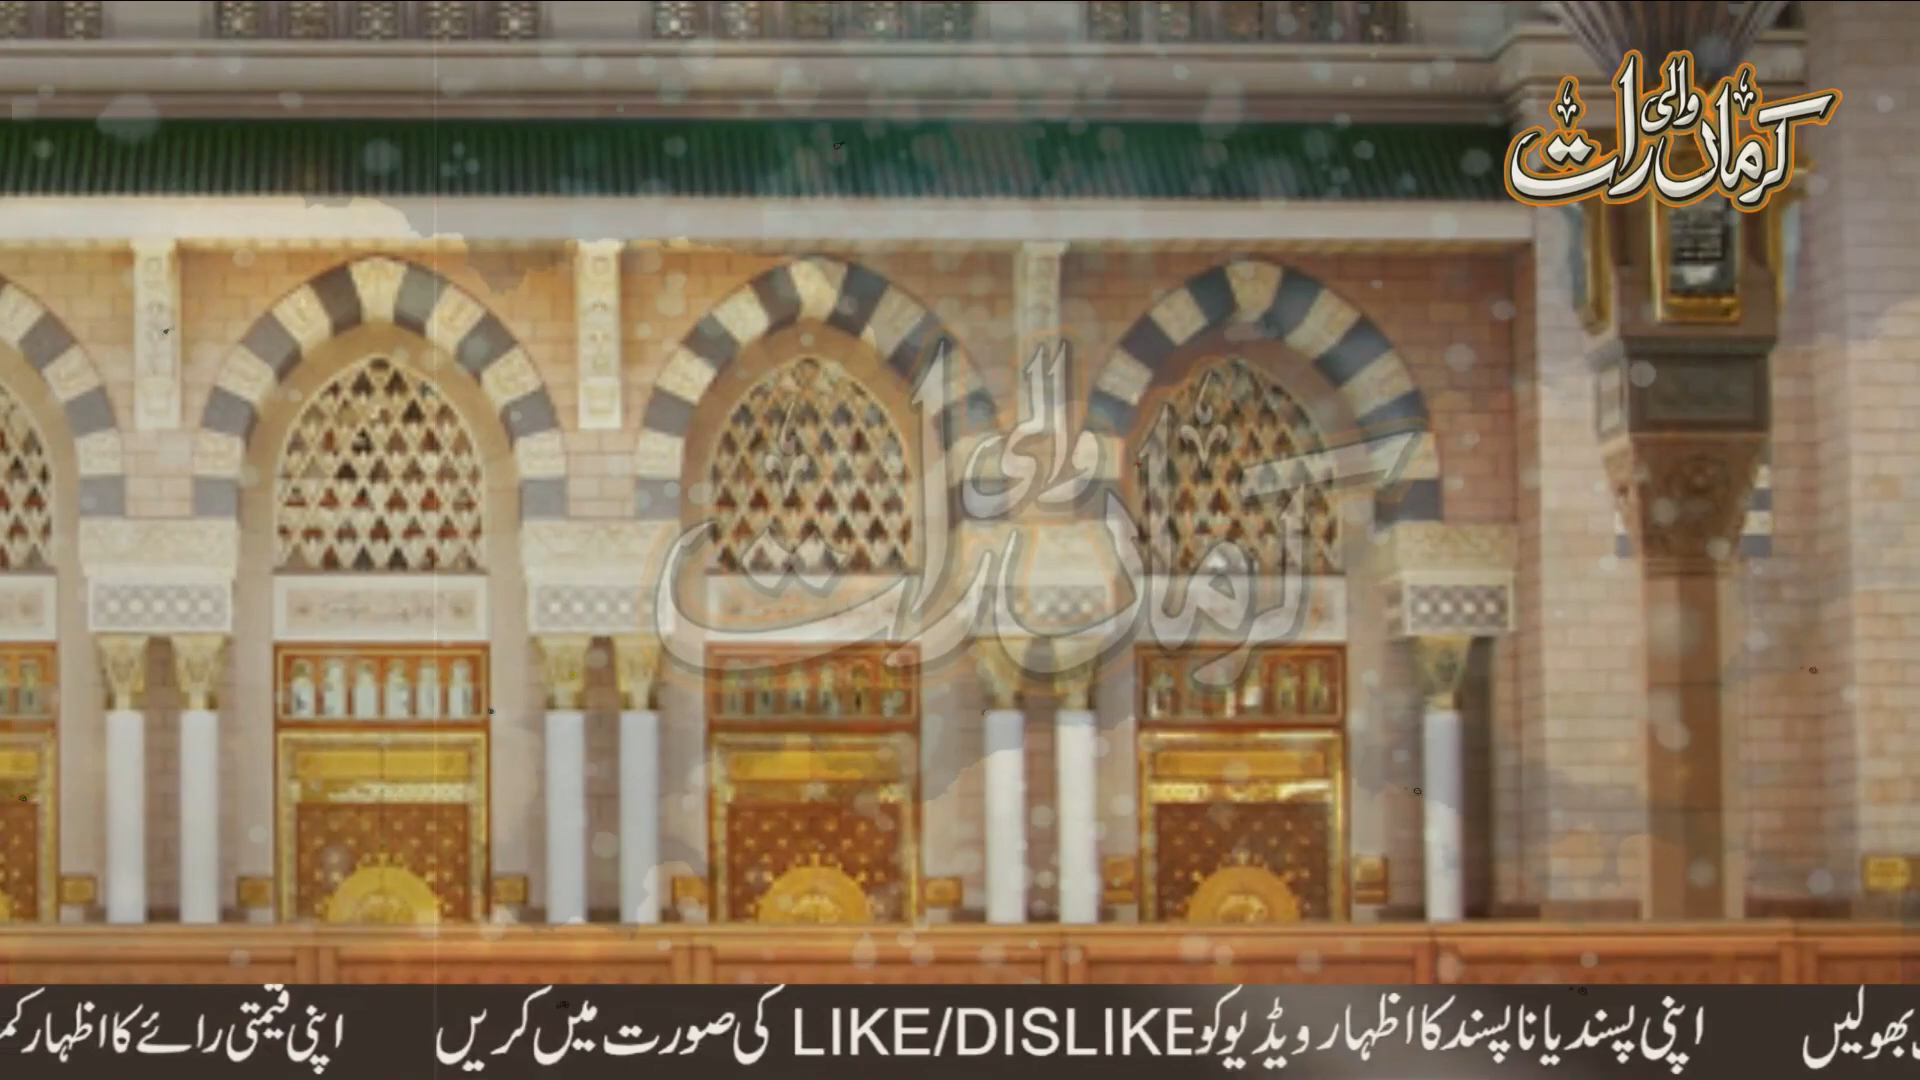 کرماں والی رات
کرماں والی رات
بھولیں اپنی پسند یا ناپسند کا اظہار ویڈیو کو LIKE/DISLIKE کی صورت میں کریں اپنی قیمتی رائے کا اظہار